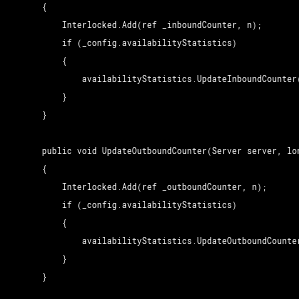 {
Interlocked.Add(ref _inboundCounter, n);
if (_config.availabilityStatistics)
{
availabilityStatistics.UpdateInboundCounter(
}
}
public void UpdateOutboundCounter(Server server, lon
{
Interlocked.Add(ref _outboundCounter, n);
if (_config.availabilityStatistics)
{
availabilityStatistics.UpdateOutboundCounter
}
}